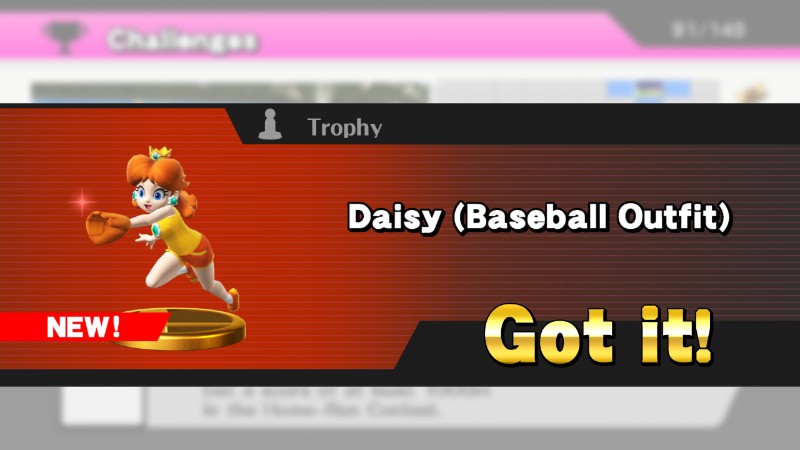 Challenges
91/140
Trophy
Daisy (Baseball Outfit)
NEW!
Got it!
in the Home-Run Contest.